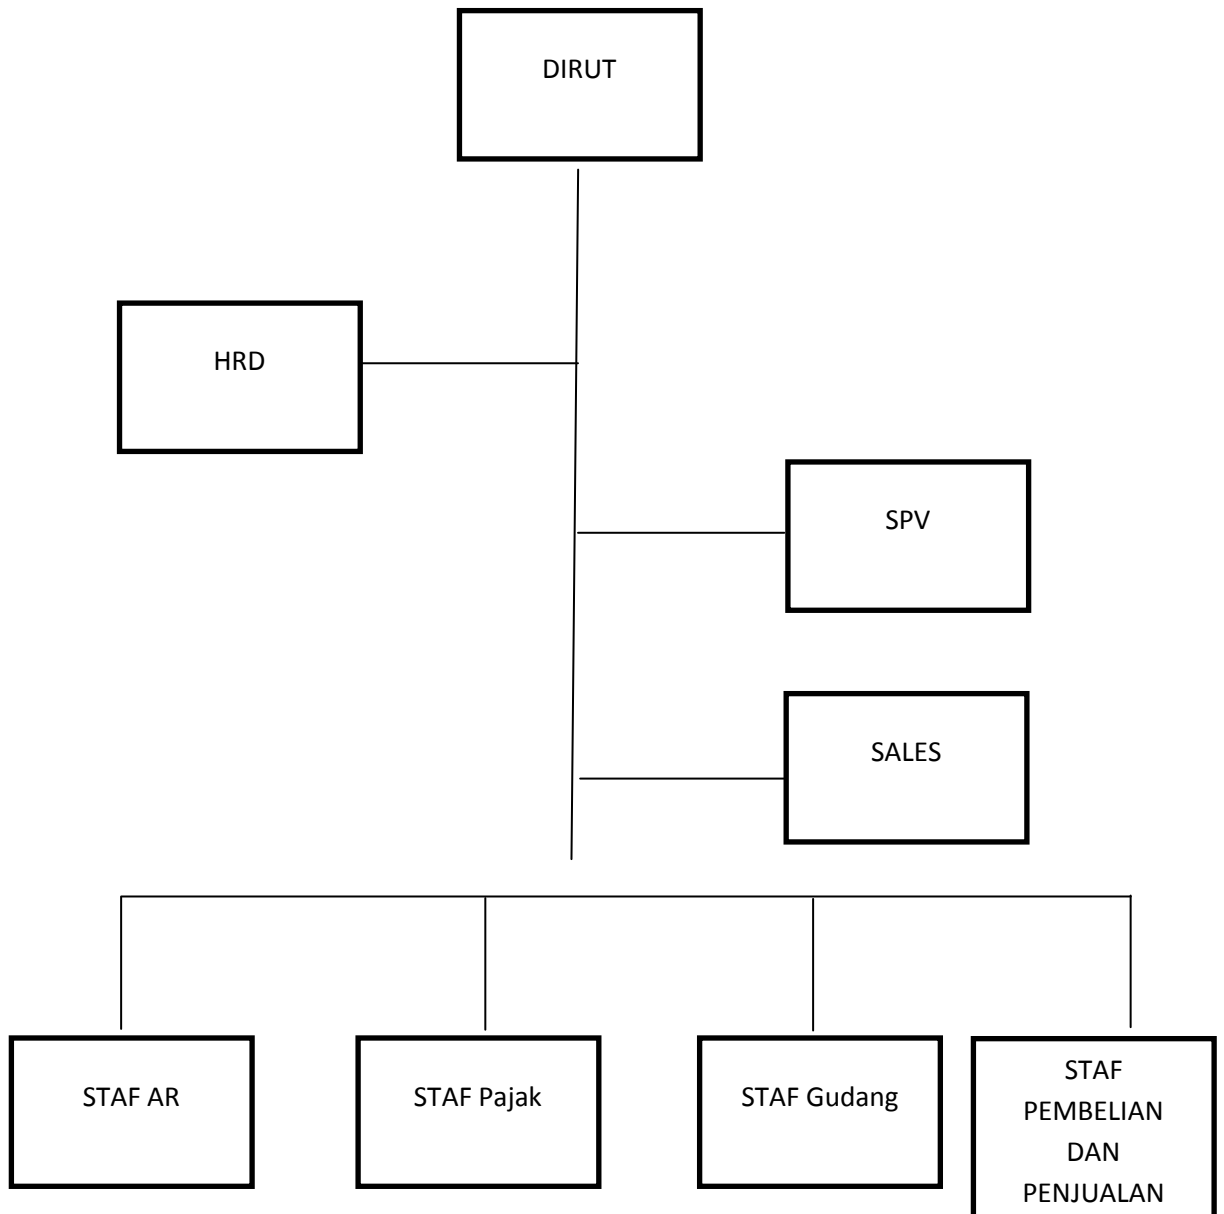 DIRUT
HRD
SPV
SALES
STAF AR
STAF Pajak
STAF Gudang
STAF
PEMBELIAN
DAN
PENJUALAN